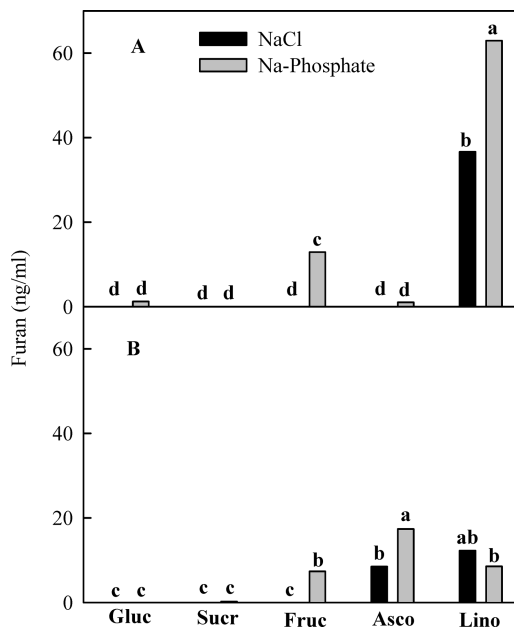 60
40
20
0
A
NaCl
Na-Phosphate
d d
d d
d c
d d
b a
Furan (ng/ml)
60
40
20
0
B
c c
c c
c b
b a
ab b
Gluc Sucr Fruc Asco Lino